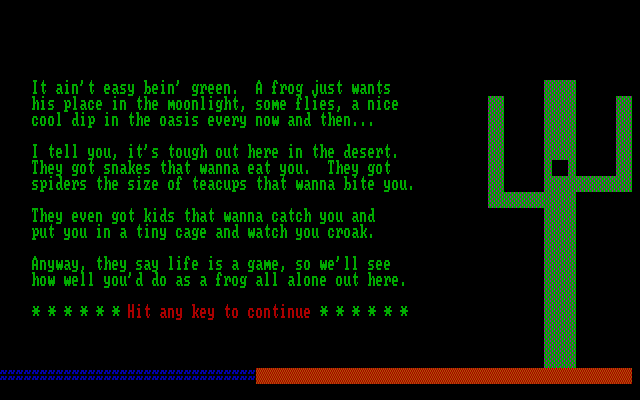 It ain't easy bein' green.  A frog just wants
his place in the moonlight, some flies, a nice
cool dip in the oasis every now and then...
I tell you, it's tough out here in the desert.
They got snakes that wanna eat you.  They got
spiders the size of teacups that wanna bite you.
They even got kids that wanna catch you and
put you in a tiny cage and watch you croak.
Anyway, they say life is a game, so we'll see
how well you'd do as a frog all alone out here.
* * * * * * Hit any key to continue * * * * * *